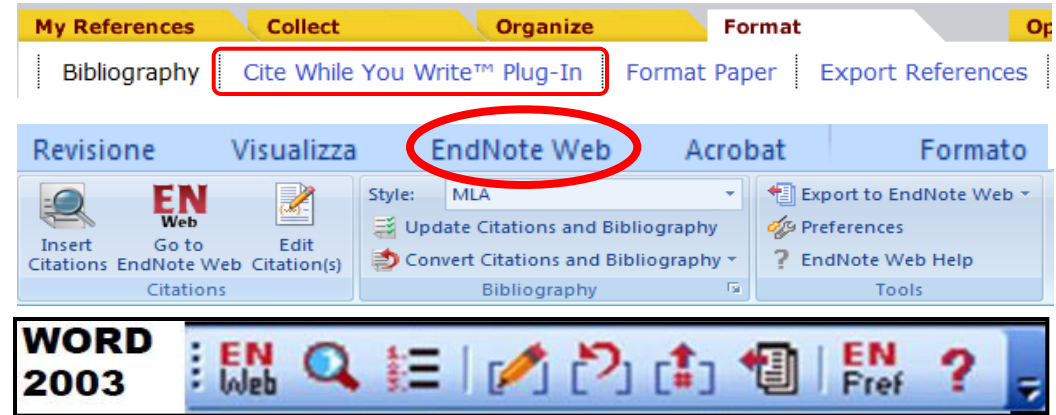 My References Collect Organize Format Op
Bibliography Cite While You Write™ Plug-In Format Paper Export References
Revisione Visualizza EndNote Web Acrobat Formato
Style: MLA
Export to EndNote Web
EN
Web
Update Citations and Bibliography
Preferences
Insert Citations
Go to EndNote Web
Edit Citation(s)
Convert Citations and Bibliography
? EndNote Web Help
Citations Bibliography Tools
WORD
2003
EN
Web
EN
Pref
?